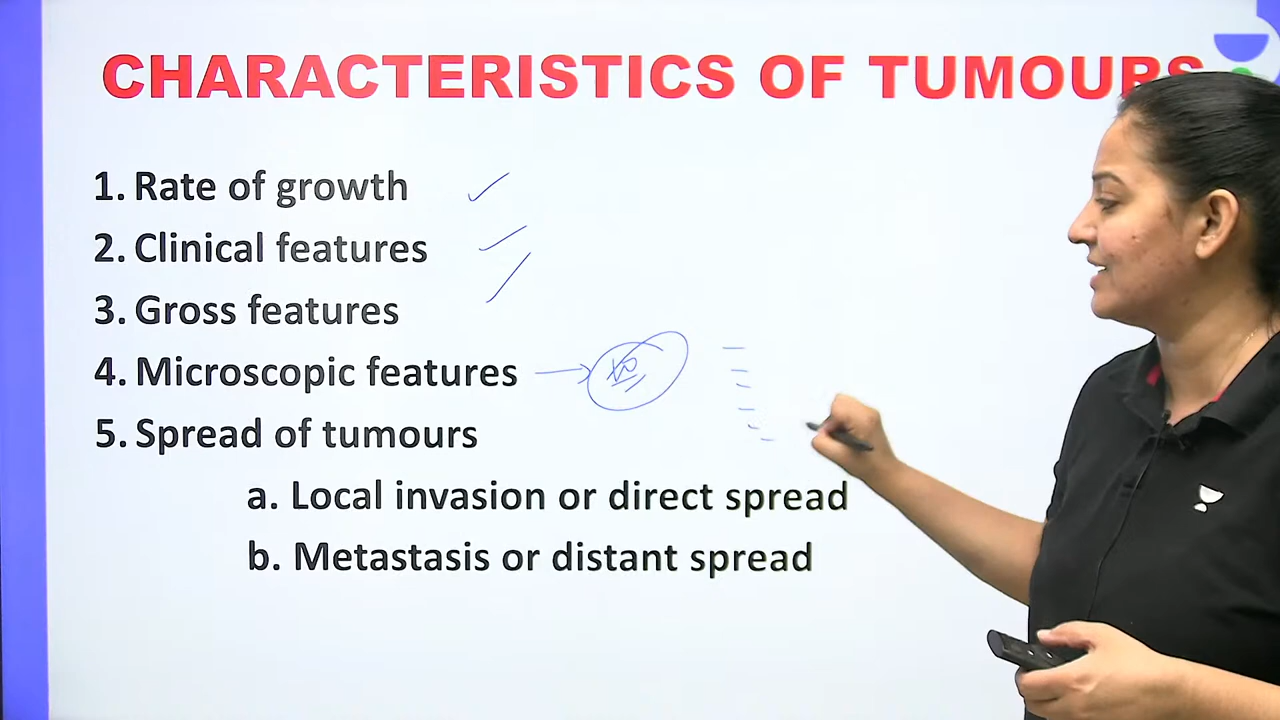 CHARACTERISTICS OF TUMOURS
1. Rate of growth
2. Clinical features
3. Gross features
4. Microscopic features
5. Spread of tumours
a. Local invasion or direct spread
b. Metastasis or distant spread